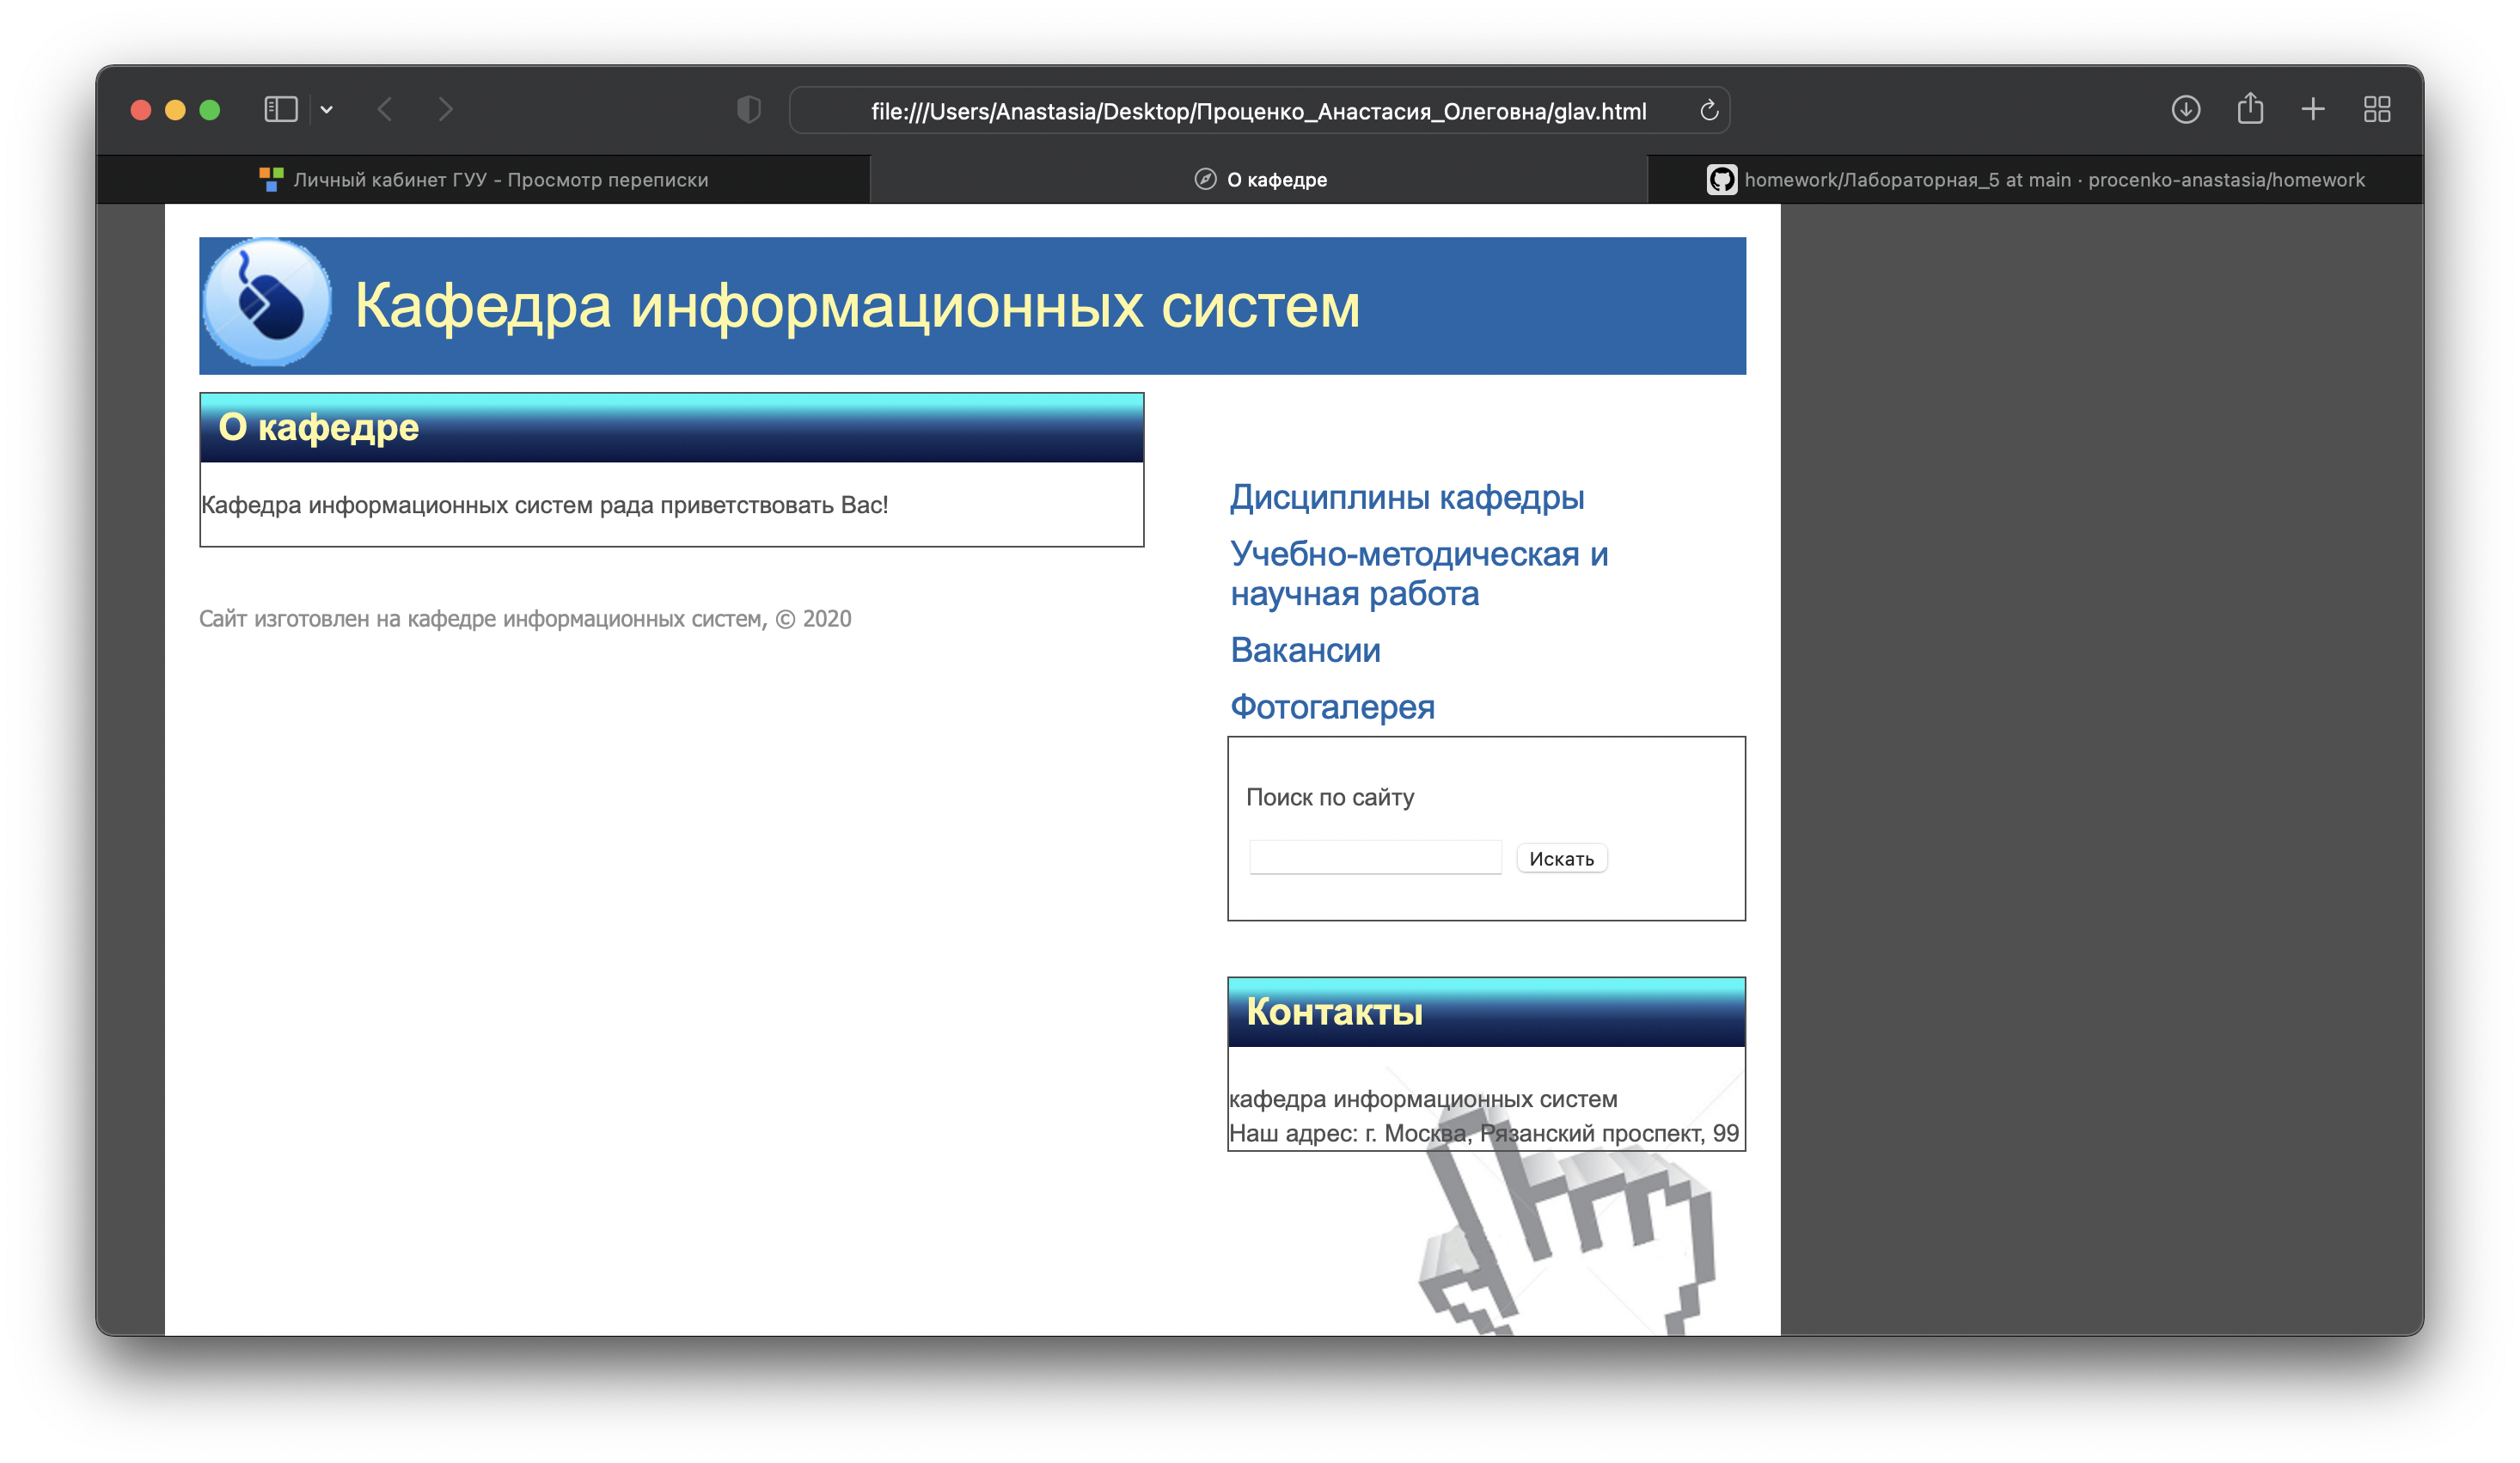 file:///Users/Anastasia/Desktop/Проценко_Анастасия_Олеговна/glav.html
Личный кабинет ГУУ - Просмотр переписки
О кафедре
homework/Лабораторная_5 at main · procenko-anastasia/homework
Кафедра информационных систем
О кафедре
Кафедра информационных систем рада приветствовать Вас!
Сайт изготовлен на кафедре информационных систем, © 2020
Дисциплины кафедры
Учебно-методическая и
научная работа
Вакансии
Фотогалерея
Поиск по сайту
Искать
Контакты
кафедра информационных систем
Наш адрес: г. Москва, Рязанский проспект, 99